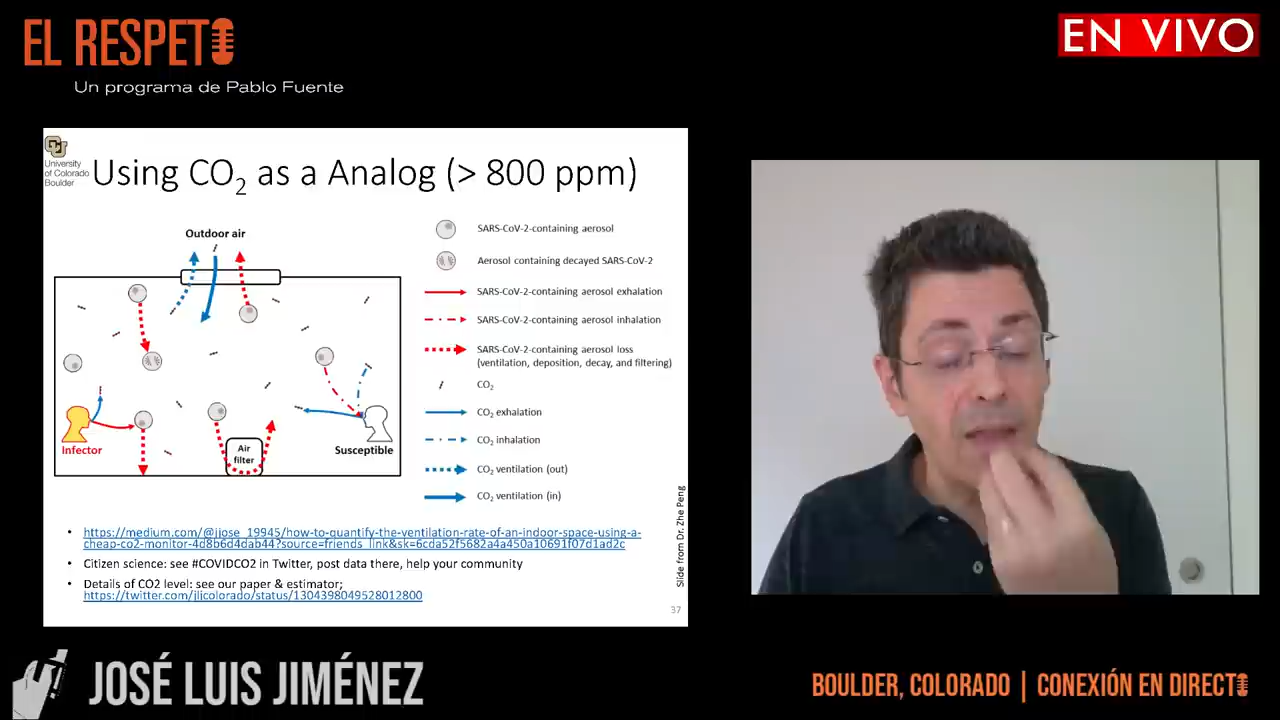 EL RESPETO
Un programa de Pablo Fuente
EN VIVO
University
of Colorado
Boulder
Using CO₂ as a Analog (> 800 ppm)
Outdoor air
Infector
Air
filter
Susceptible
SARS-CoV-2-containing aerosol
Aerosol containing decayed SARS-CoV-2
SARS-CoV-2-containing aerosol exhalation
SARS-CoV-2-containing aerosol inhalation
SARS-CoV-2-containing aerosol loss
(ventilation, deposition, decay, and filtering)
CO₂
CO₂ exhalation
CO₂ inhalation
CO₂ ventilation (out)
CO₂ ventilation (in)
Slide from Dr. Zhe Peng
• https://medium.com/@jjose_19945/how-to-quantify-the-ventilation-rate-of-an-indoor-space-using-a-
cheap-co2-monitor-4d8b6d4dab44?source=friends_link&sk=6cda52f5682a4a450a10691f07d1ad2c
• Citizen science: see #COVIDCO2 in Twitter, post data there, help your community
• Details of CO2 level: see our paper & estimator;
https://twitter.com/jljcolorado/status/1304398049528012800
37
JOSÉ LUIS JIMÉNEZ
BOULDER, COLORADO | CONEXIÓN EN DIRECTO